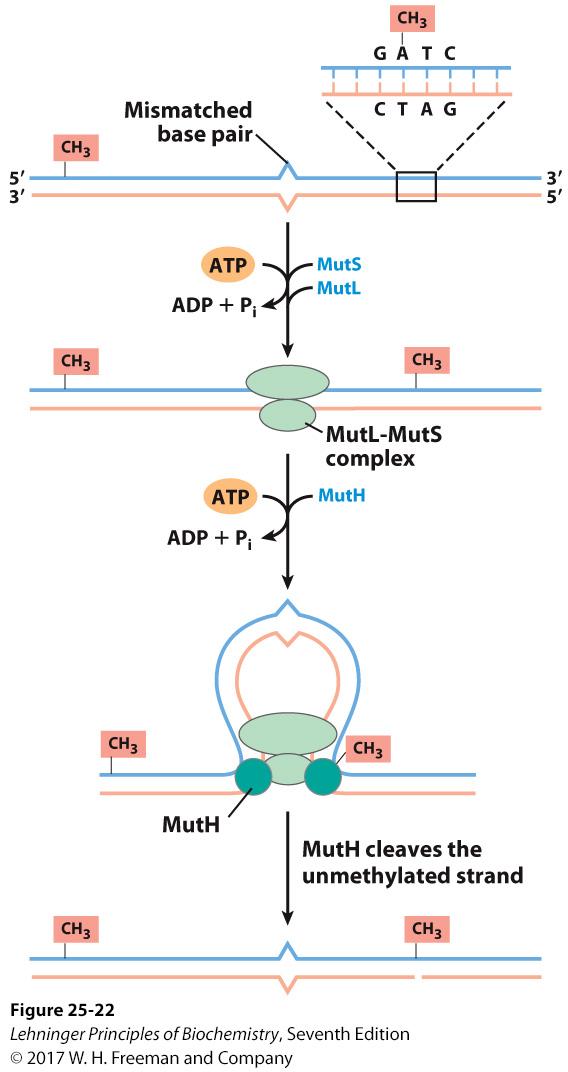 CH₃
G A T C
C T A G
Mismatched
base pair
CH₃
5′
3′
3′
5′
ATP
MutS
MutL
ADP + Pᵢ
CH₃
CH₃
MutL-MutS
complex
ATP
MutH
ADP + Pᵢ
CH₃
CH₃
MutH
MutH cleaves the
unmethylated strand
CH₃
CH₃
Figure 25-22
Lehninger Principles of Biochemistry, Seventh Edition
© 2017 W. H. Freeman and Company